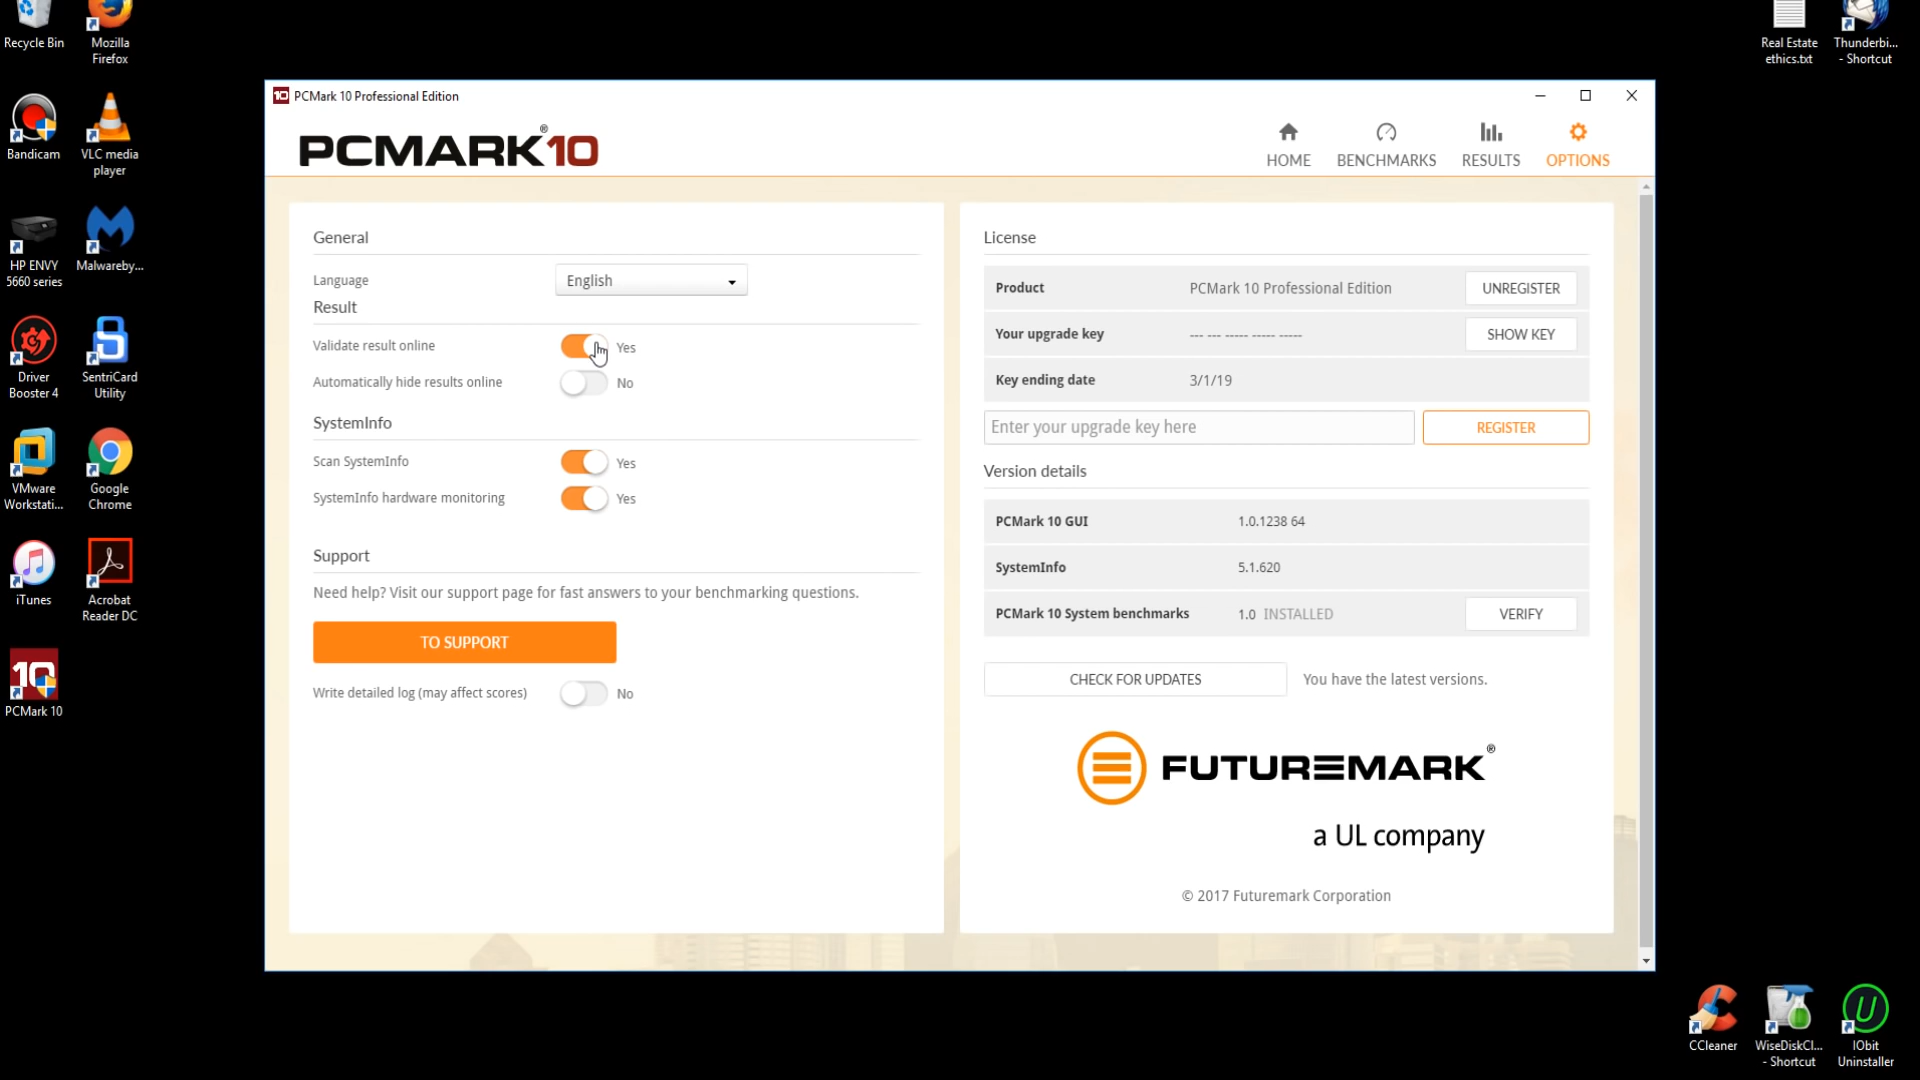 Recycle Bin
Mozilla
Firefox
Real Estate
ethics.txt
Thunderbi...
- Shortcut
Bandicam
VLC media
player
HP ENVY
5660 series
Malwareby...
Driver
Booster 4
SentriCard
Utility
VMware
Workstati...
Google
Chrome
iTunes
Acrobat
Reader DC
10
PCMark 10
10 PCMark 10 Professional Edition
PCMARK®10
HOME
BENCHMARKS
RESULTS
OPTIONS
General
Language English
Result
Validate result online Yes
Automatically hide results online No
SystemInfo
Scan SystemInfo Yes
SystemInfo hardware monitoring Yes
Support
Need help? Visit our support page for fast answers to your benchmarking questions.
TO SUPPORT
Write detailed log (may affect scores) No
License
Product PCMark 10 Professional Edition UNREGISTER
Your upgrade key --- --- ----- ----- ----- SHOW KEY
Key ending date 3/1/19
Enter your upgrade key here REGISTER
Version details
PCMark 10 GUI 1.0.1238 64
SystemInfo 5.1.620
PCMark 10 System benchmarks 1.0 INSTALLED VERIFY
CHECK FOR UPDATES You have the latest versions.
FUTUREMARK®
a UL company
© 2017 Futuremark Corporation
CCleaner
WiseDiskCl...
- Shortcut
IObit
Uninstaller